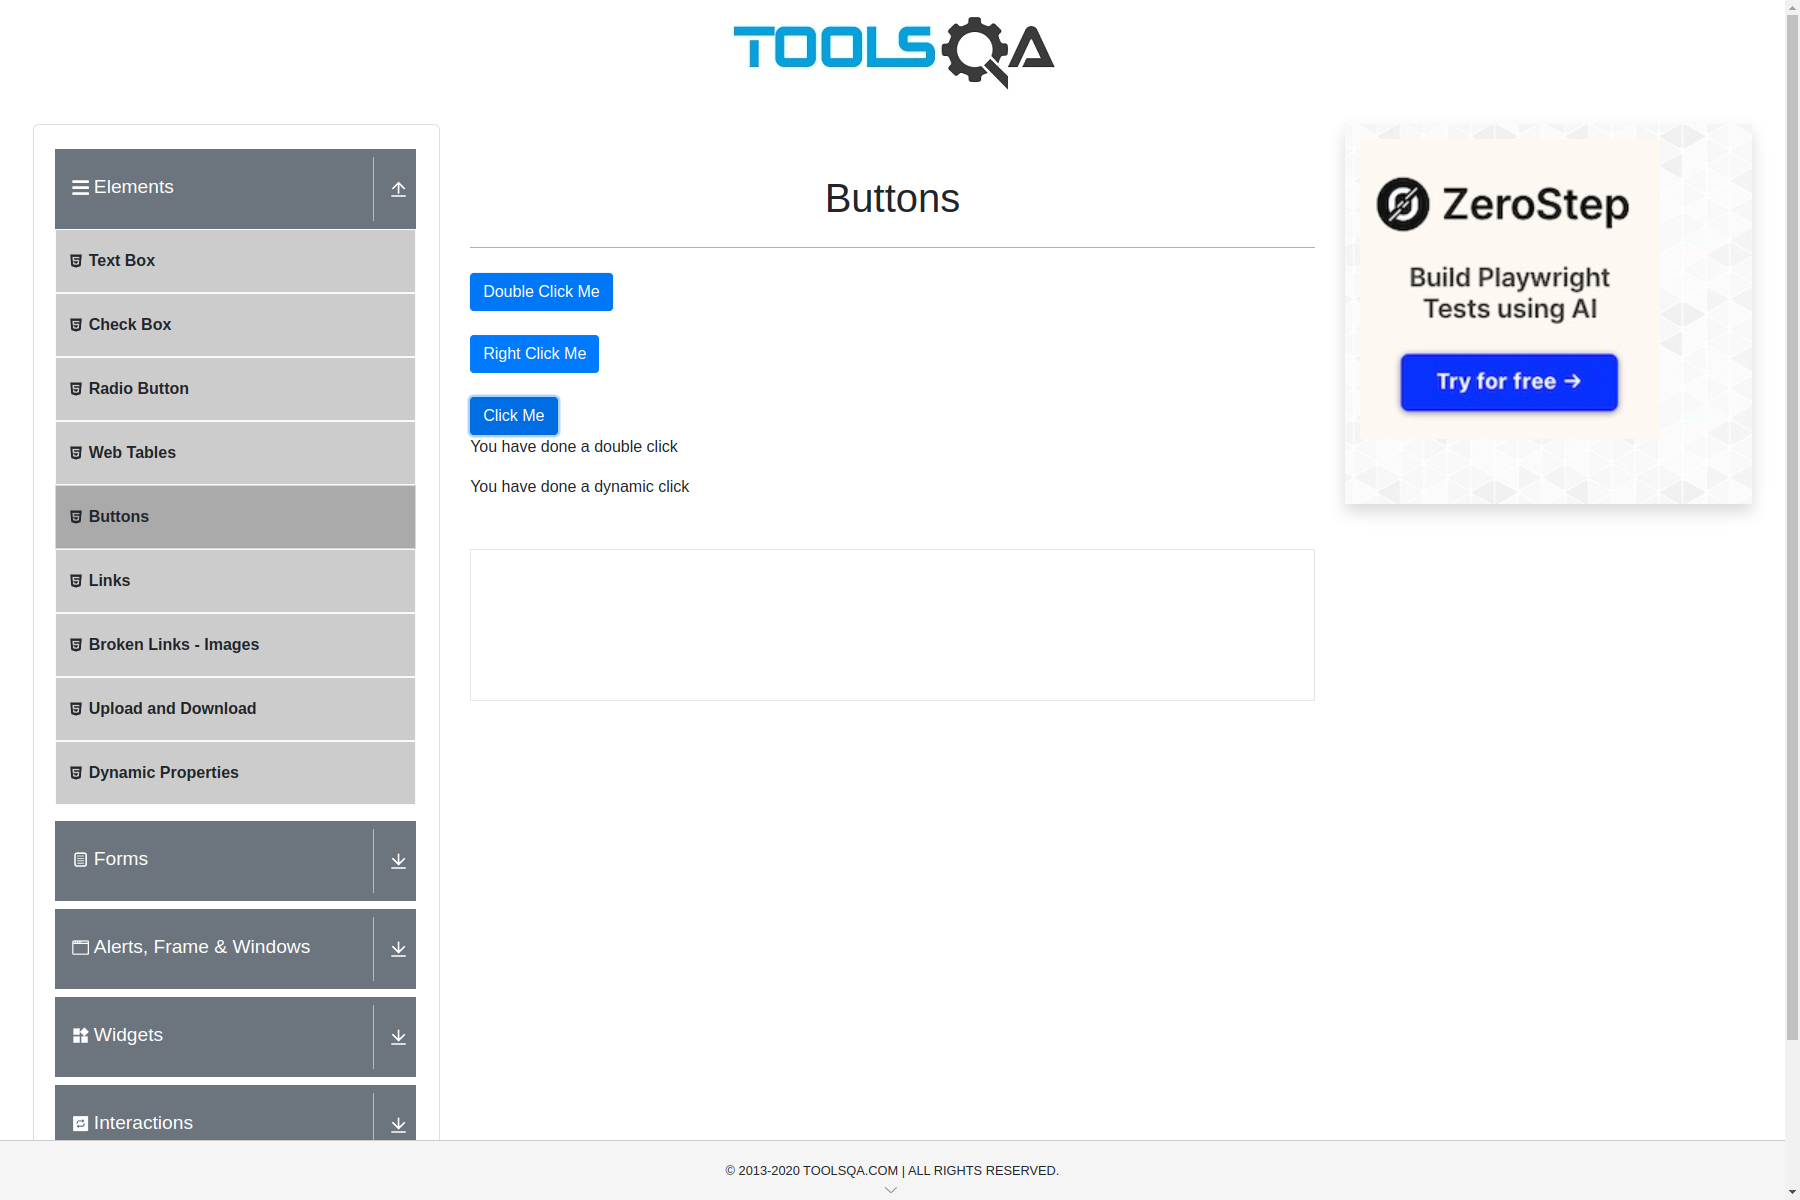 TOOLSQA
Elements
Text Box
Check Box
Radio Button
Web Tables
Buttons
Links
Broken Links - Images
Upload and Download
Dynamic Properties
Forms
Alerts, Frame & Windows
Widgets
Interactions
Buttons
Double Click Me
Right Click Me
Click Me
You have done a double click
You have done a dynamic click
ZeroStep
Build Playwright
Tests using AI
Try for free →
© 2013-2020 TOOLSQA.COM | ALL RIGHTS RESERVED.